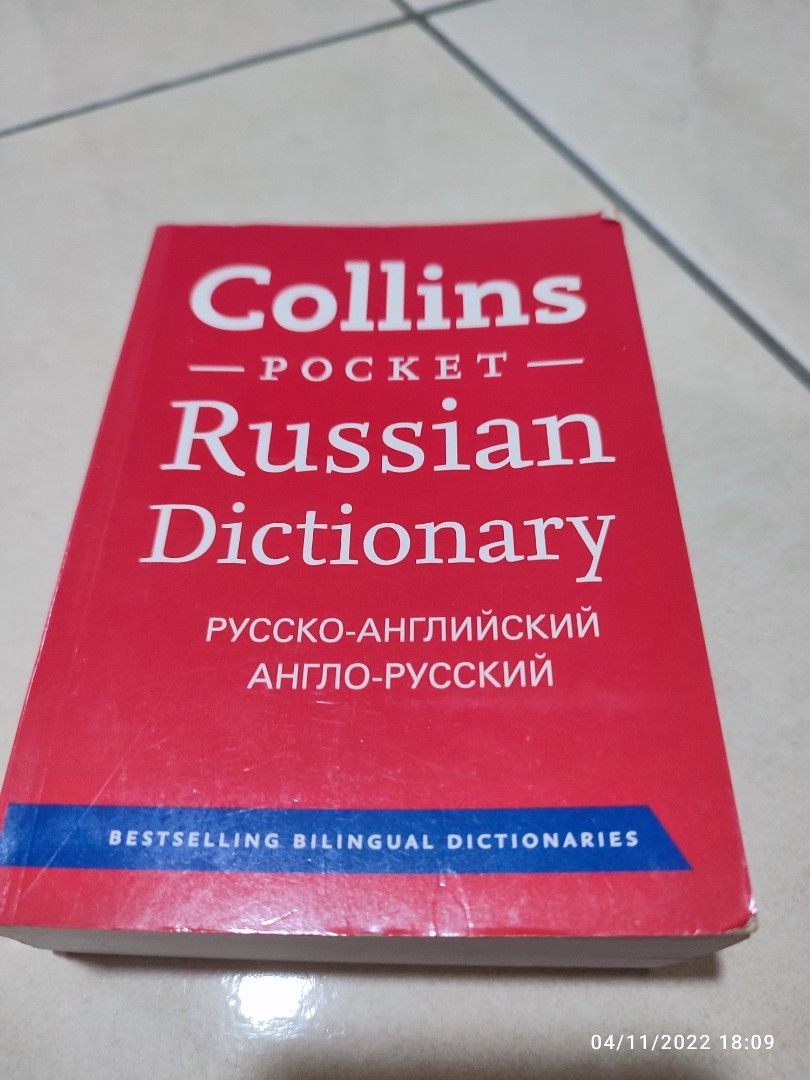 Collins
POCKET
Russian
Dictionary
РУССКО-АНГЛИЙСКИЙ
АНГЛО-РУССКИЙ
BESTSELLING BILINGUAL DICTIONARIES
04/11/2022 18:09